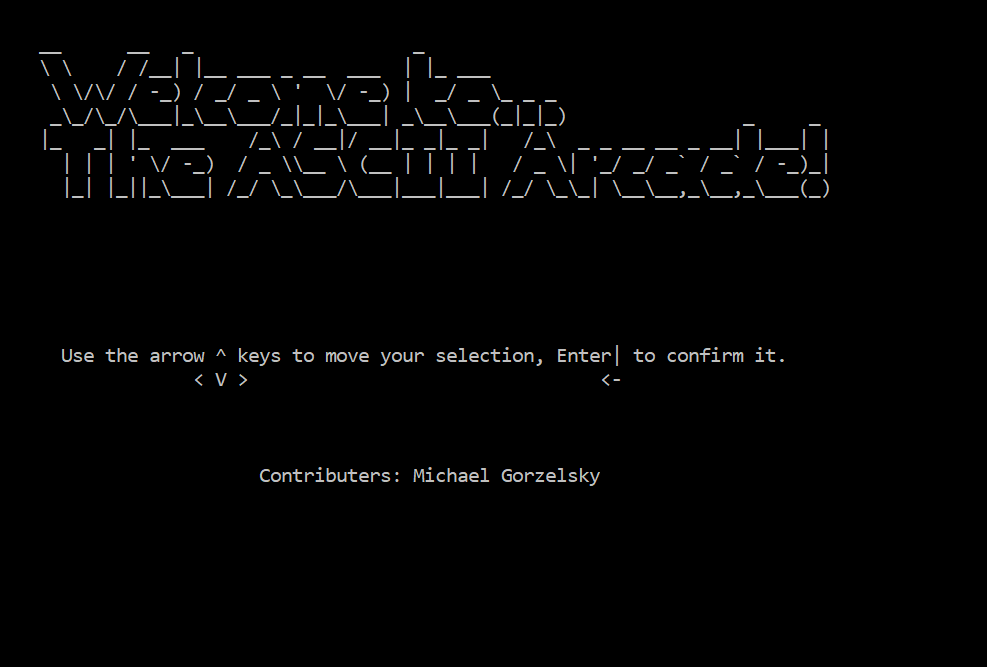 Welcome to...
The ASCII Arcade!
Use the arrow ^ keys to move your selection, Enter| to confirm it.
< V > <-
Contributers: Michael Gorzelsky